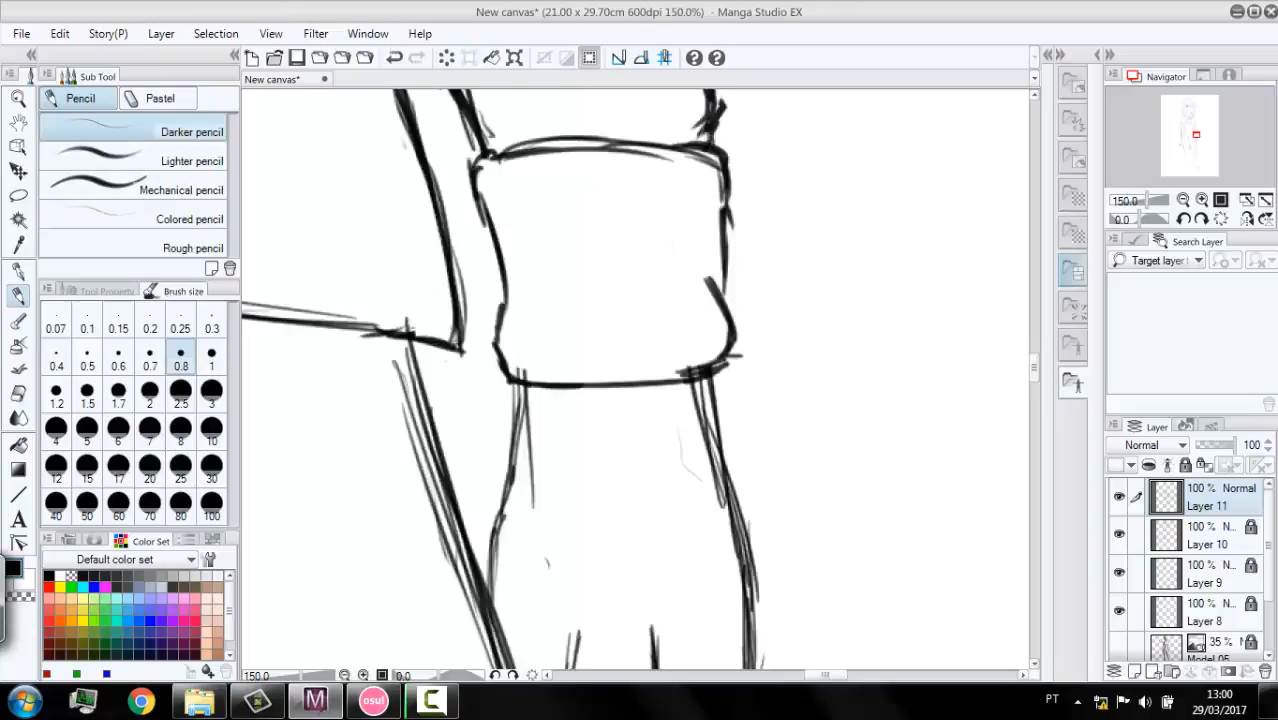 New canvas* (21.00 x 29.70cm 600dpi 150.0%) - Manga Studio EX
File Edit Story(P) Layer Selection View Filter Window Help
Sub Tool
New canvas*
Navigator
Pencil Pastel
Darker pencil
Lighter pencil
Mechanical pencil
Colored pencil
Rough pencil
150.0
0.0
Search Layer
Target layer t
Tool Property Brush size
0.07 0.1 0.15 0.2 0.25 0.3
0.4 0.5 0.6 0.7 0.8 1
1.2 1.5 1.7 2 2.5 3
4 5 6 7 8 10
12 15 17 20 25 30
40 50 60 70 80 100
Layer
Normal 100
100 % Normal
Layer 11
100 % N...
Layer 10
100 % N...
Layer 9
100 % N...
Layer 8
35 %
Model 05
Color Set
Default color set
150.0 0.0
A
M
osu!
C
PT
13:00
29/03/2017